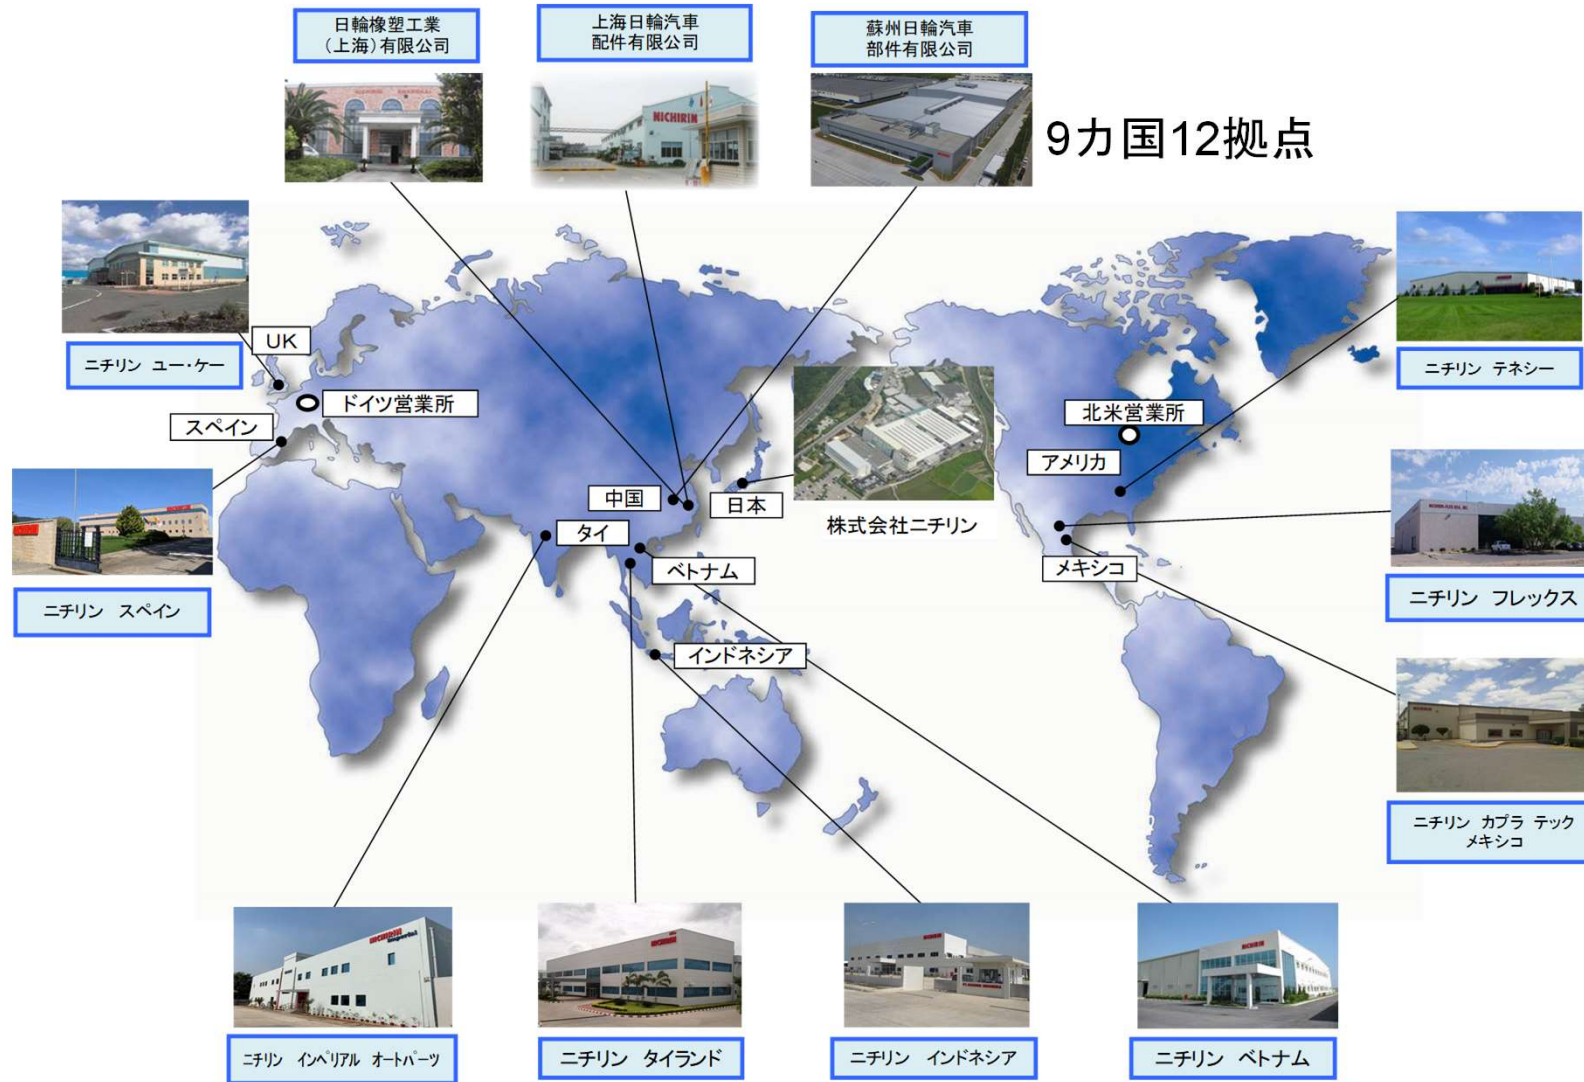 日輪橡塑工業
（上海）有限公司
上海日輪汽車
配件有限公司
蘇州日輪汽車
部件有限公司
NICHIRIN SHANGHAI
NICHIRIN
9カ国12拠点
UK
ニチリン ユー・ケー
ドイツ営業所
スペイン
ニチリン スペイン
中国
日本
タイ
ベトナム
インドネシア
株式会社ニチリン
北米営業所
アメリカ
メキシコ
ニチリン テネシー
ニチリン フレックス
ニチリン カプラ テック
メキシコ
NICHIRIN
Imperial
ニチリン インペリアル オートパーツ
NICHIRIN
ニチリン タイランド
NICHIRIN
ニチリン インドネシア
NICHIRIN
ニチリン ベトナム